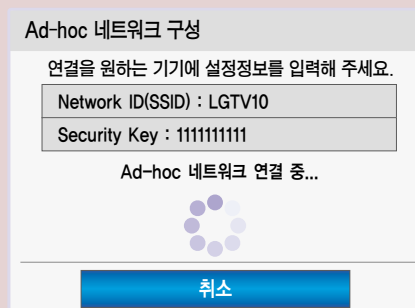 Ad-hoc 네트워크 구성
연결을 원하는 기기에 설정정보를 입력해 주세요.
Network ID(SSID) : LGTV10
Security Key : 1111111111
Ad-hoc 네트워크 연결 중...
취소